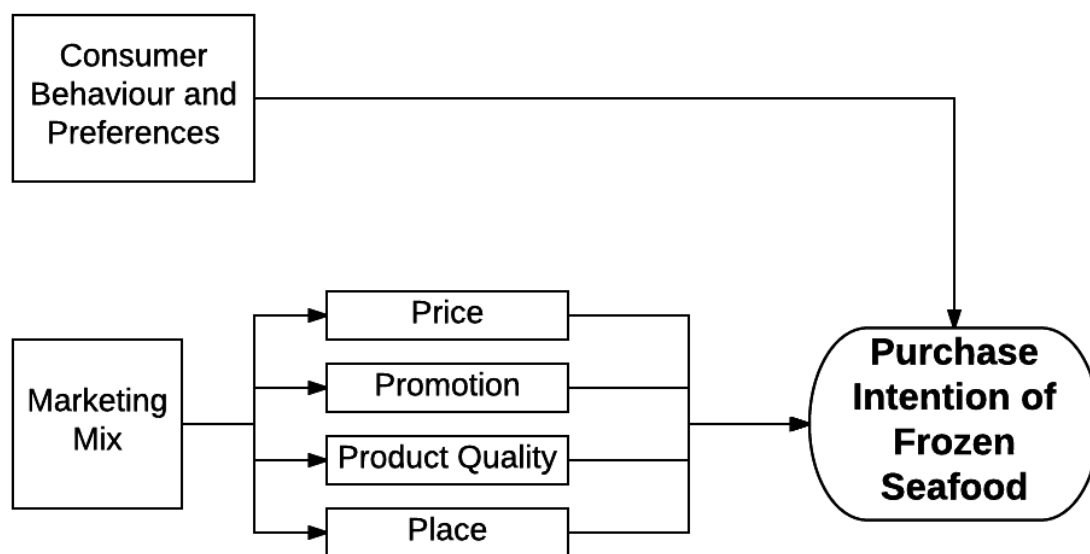 Consumer
Behaviour and
Preferences
Marketing
Mix
Price
Promotion
Product Quality
Place
Purchase
Intention of
Frozen
Seafood